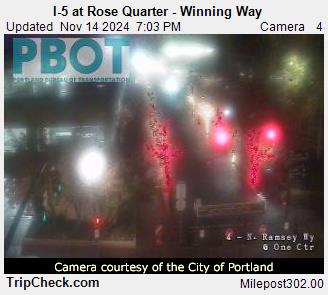 I-5 at Rose Quarter - Winning Way
Updated Nov 14 2024 7:03 PM Camera 4
PBOT
PORTLAND BUREAU OF TRANSPORTATION
4 - N. Ramsey Wy
@ One Ctr
Camera courtesy of the City of Portland
TripCheck.com Milepost302.00